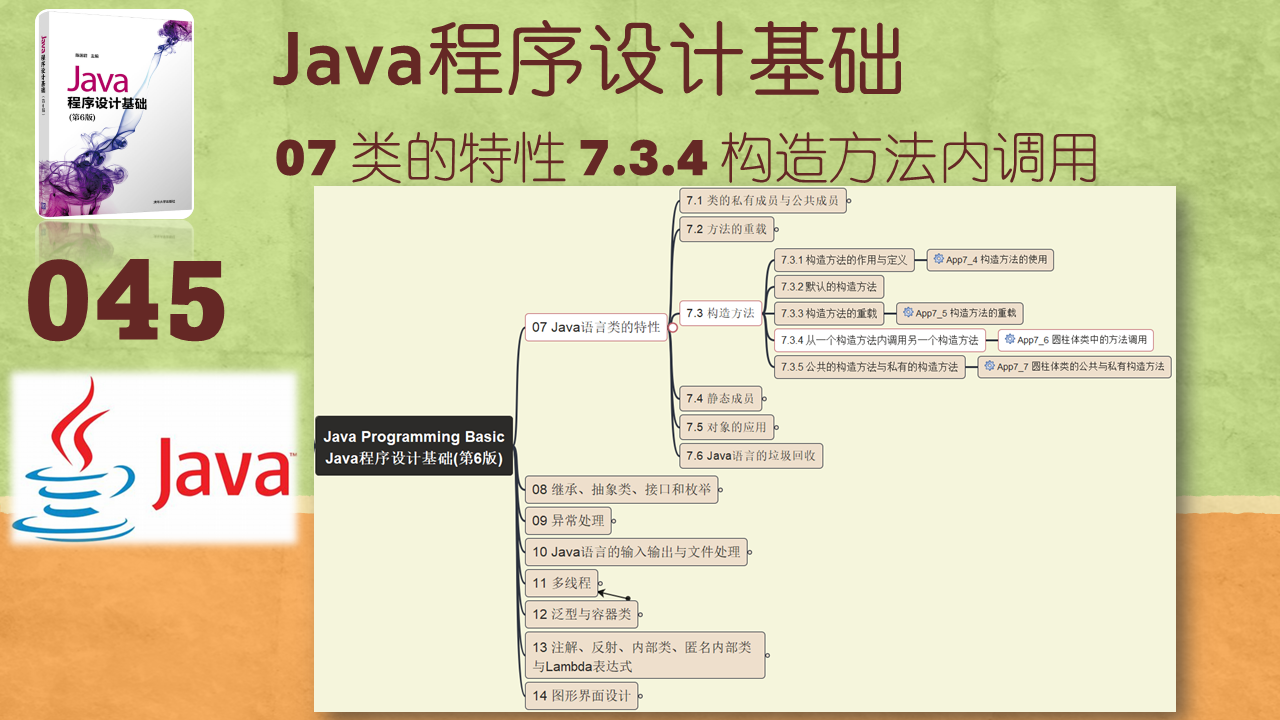 Java程序设计基础
07 类的特性 7.3.4 构造方法内调用
陈国君 主编
Java
程序设计基础
(第6版)
清华大学出版社
045
Java™
Java Programming Basic
Java程序设计基础(第6版)
07 Java语言类的特性
7.1 类的私有成员与公共成员
7.2 方法的重载
7.3 构造方法
7.3.1 构造方法的作用与定义
App7_4 构造方法的使用
7.3.2 默认的构造方法
7.3.3 构造方法的重载
App7_5 构造方法的重载
7.3.4 从一个构造方法内调用另一个构造方法
App7_6 圆柱体类中的方法调用
7.3.5 公共的构造方法与私有的构造方法
App7_7 圆柱体类的公共与私有构造方法
7.4 静态成员
7.5 对象的应用
7.6 Java语言的垃圾回收
08 继承、抽象类、接口和枚举
09 异常处理
10 Java语言的输入输出与文件处理
11 多线程
12 泛型与容器类
13 注解、反射、内部类、匿名内部类
与Lambda表达式
14 图形界面设计